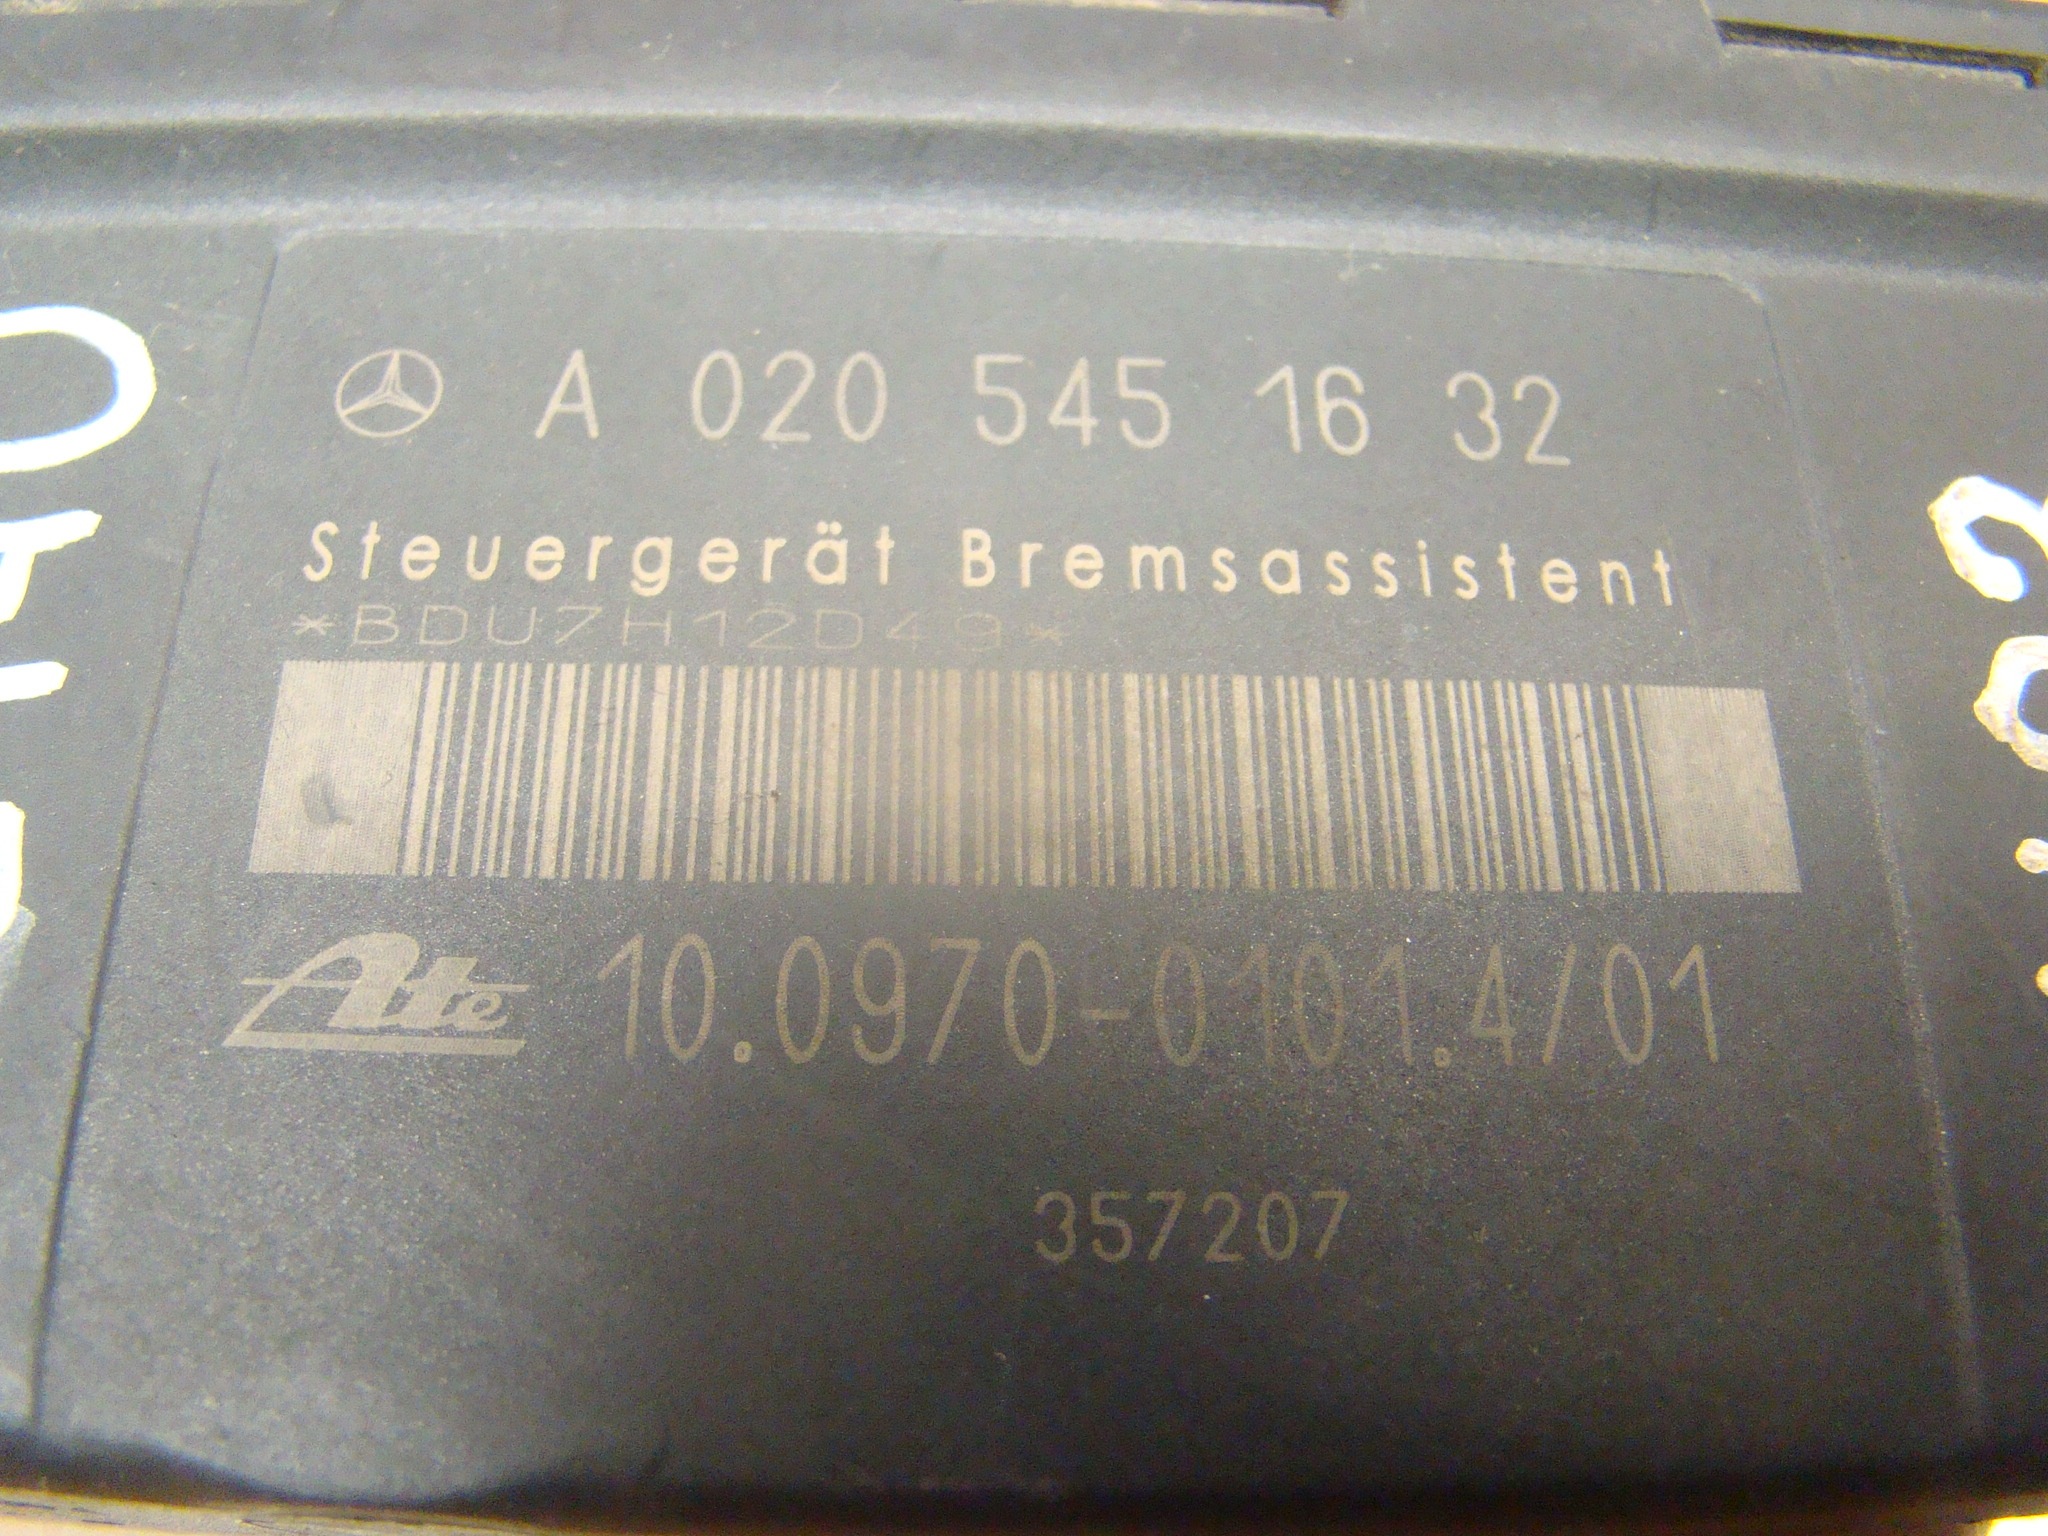 A 020 545 16 32
Steuergerät Bremsassistent
*BDU7H12D49*
Ate 10.0970-0101.4/01
357207